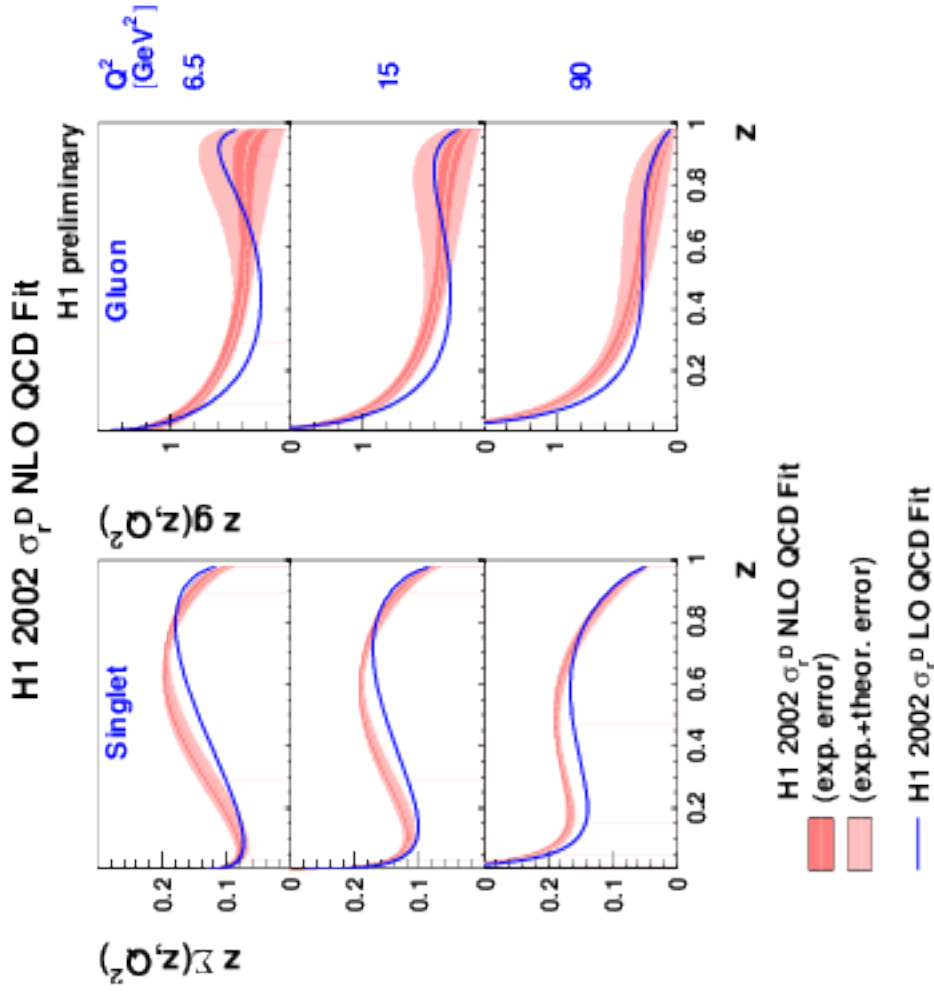 H1 2002 σ_r^D NLO QCD Fit
H1 preliminary
z Σ(z,Q²)
z g(z,Q²)
Singlet
Gluon
Q²
[GeV²]
6.5
15
90
0.2
0.1
0
0.2
0.1
0
0.2
0.1
0
1
0
1
0
1
0
0.2
0.4
0.6
0.8
1
z
0.2
0.4
0.6
0.8
1
z
H1 2002 σ_r^D NLO QCD Fit
(exp. error)
(exp.+theor. error)
H1 2002 σ_r^D LO QCD Fit